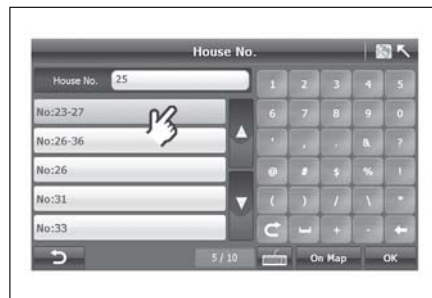 House No.
House No. 25
1 2 3 4 5
No:23-27
6 7 8 9 0
No:26-36
' , . & ?
No:26
@ # $ % !
No:31
( ) / \ *
No:33
+ -
5 / 10 On Map OK